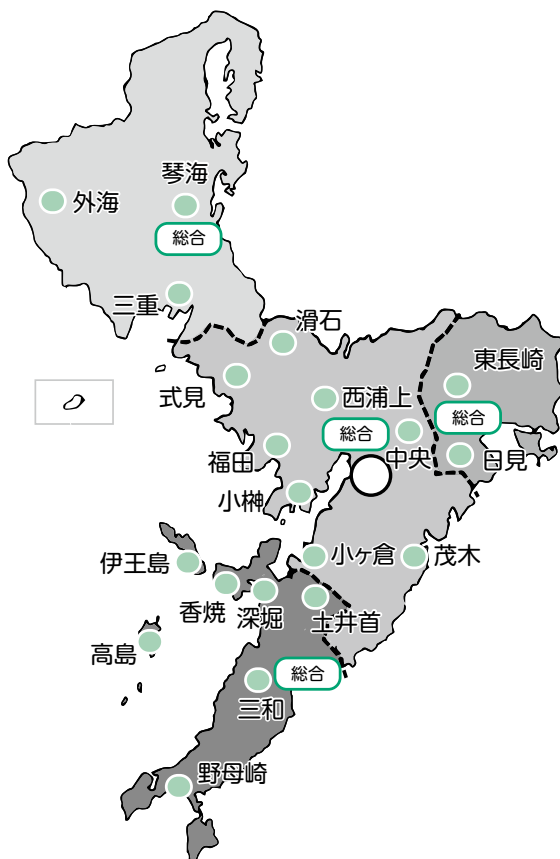 琴海
外海
総合
三重
滑石
東長崎
式見
西浦上
総合
総合
福田
中央
日見
小榊
伊王島
小ヶ倉
茂木
香焼
深堀
土井首
高島
総合
三和
野母崎